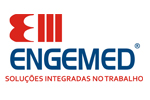 ENGEMED®
SOLUÇÕES INTEGRADAS NO TRABALHO